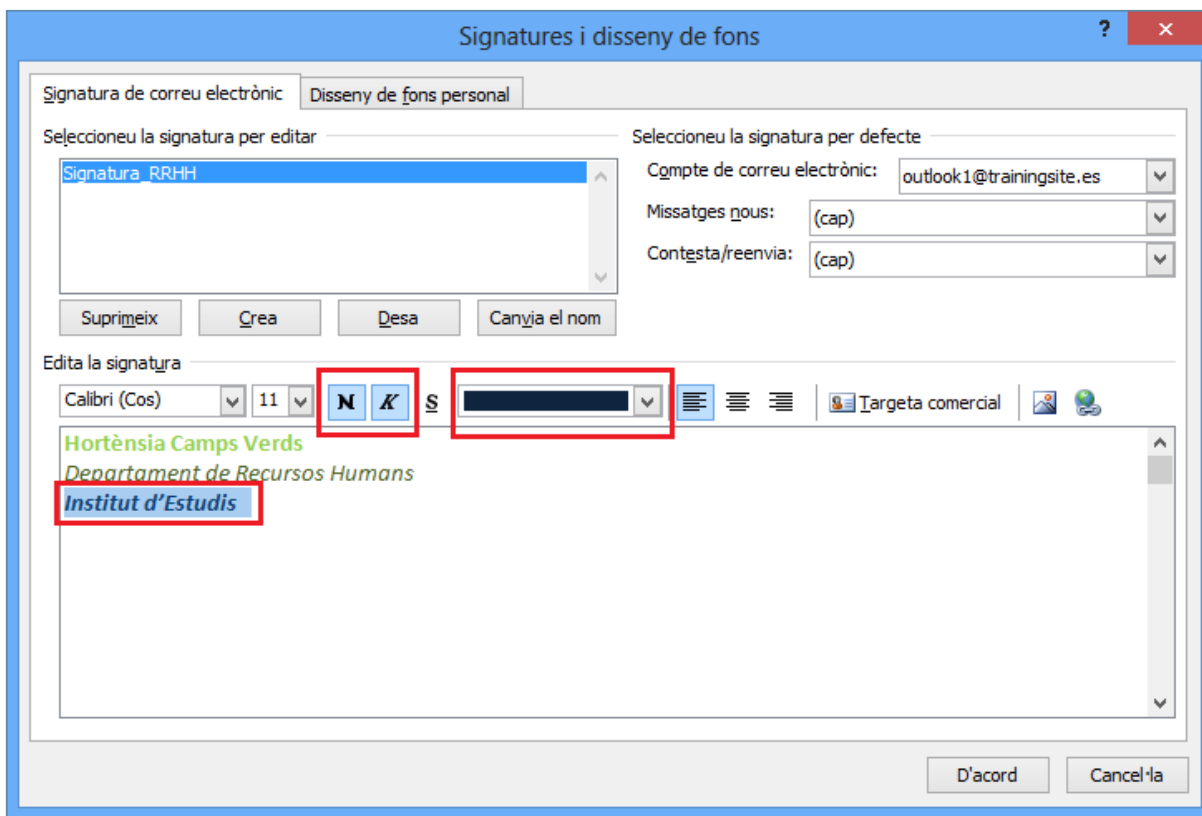 Signatures i disseny de fons
?
Signatura de correu electrònic
Disseny de fons personal
Seleccioneu la signatura per editar
Signatura_RRHH
Suprimeix
Crea
Desa
Canvia el nom
Seleccioneu la signatura per defecte
Compte de correu electrònic: outlook1@trainingsite.es
Missatges nous: (cap)
Contesta/reenvia: (cap)
Edita la signatura
Calibri (Cos) 11 N K S Targeta comercial
Hortènsia Camps Verds
Departament de Recursos Humans
Institut d’Estudis
D'acord
Cancel·la